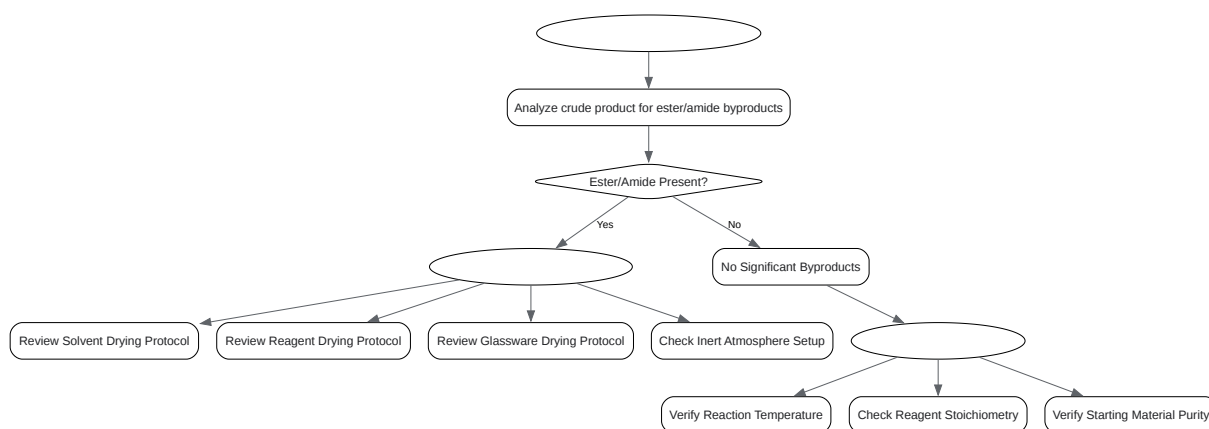 Analyze crude product for ester/amide byproducts
Ester/Amide Present?
Yes
No
No Significant Byproducts
Review Solvent Drying Protocol
Review Reagent Drying Protocol
Review Glassware Drying Protocol
Check Inert Atmosphere Setup
Verify Reaction Temperature
Check Reagent Stoichiometry
Verify Starting Material Purity